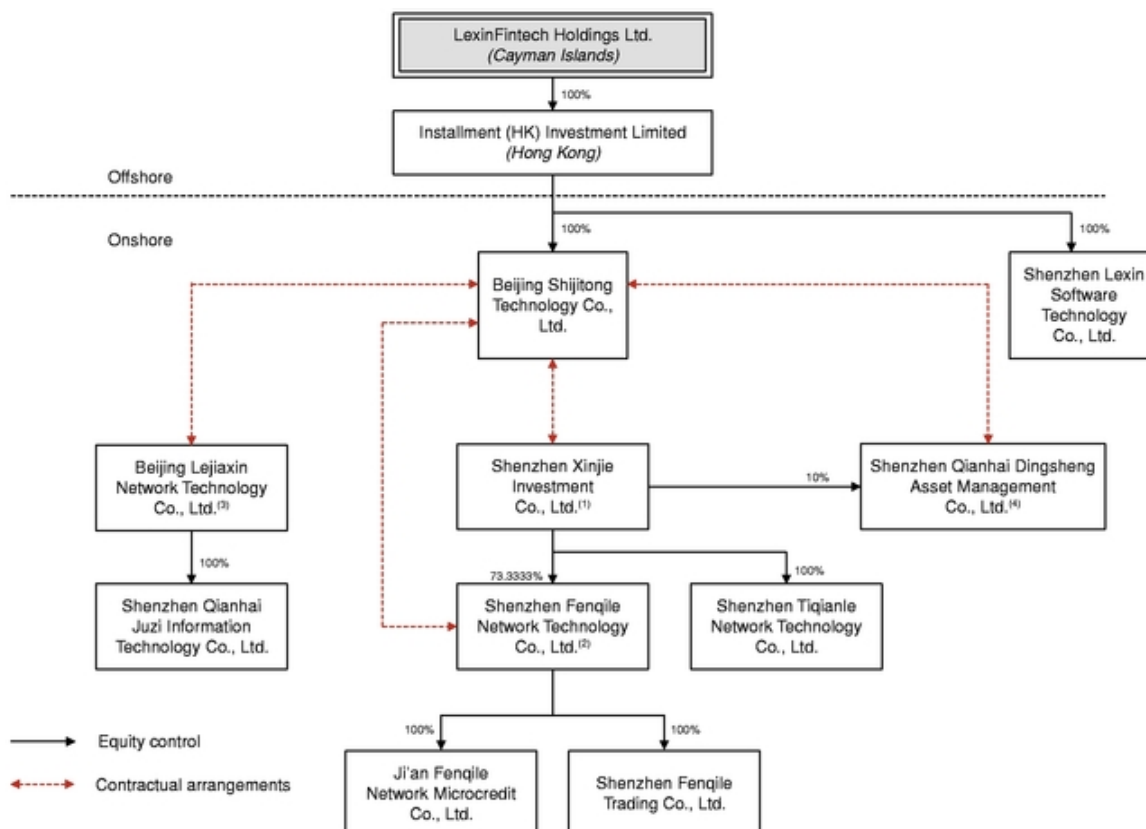 LexinFintech Holdings Ltd.
(Cayman Islands)
100%
Installment (HK) Investment Limited
(Hong Kong)
Offshore
Onshore
100%
100%
Beijing Shijitong
Technology Co.,
Ltd.
Shenzhen Lexin
Software
Technology
Co., Ltd.
Beijing Lejiaxin
Network Technology
Co., Ltd.(3)
Shenzhen Xinjie
Investment
Co., Ltd.(1)
10%
Shenzhen Qianhai Dingsheng
Asset Management
Co., Ltd.(4)
100%
73.3333%
100%
Shenzhen Qianhai
Juzi Information
Technology Co., Ltd.
Shenzhen Fenqile
Network Technology
Co., Ltd.(2)
Shenzhen Tiqianle
Network Technology
Co., Ltd.
100%
100%
Ji'an Fenqile
Network Microcredit
Co., Ltd.
Shenzhen Fenqile
Trading Co., Ltd.
Equity control
Contractual arrangements